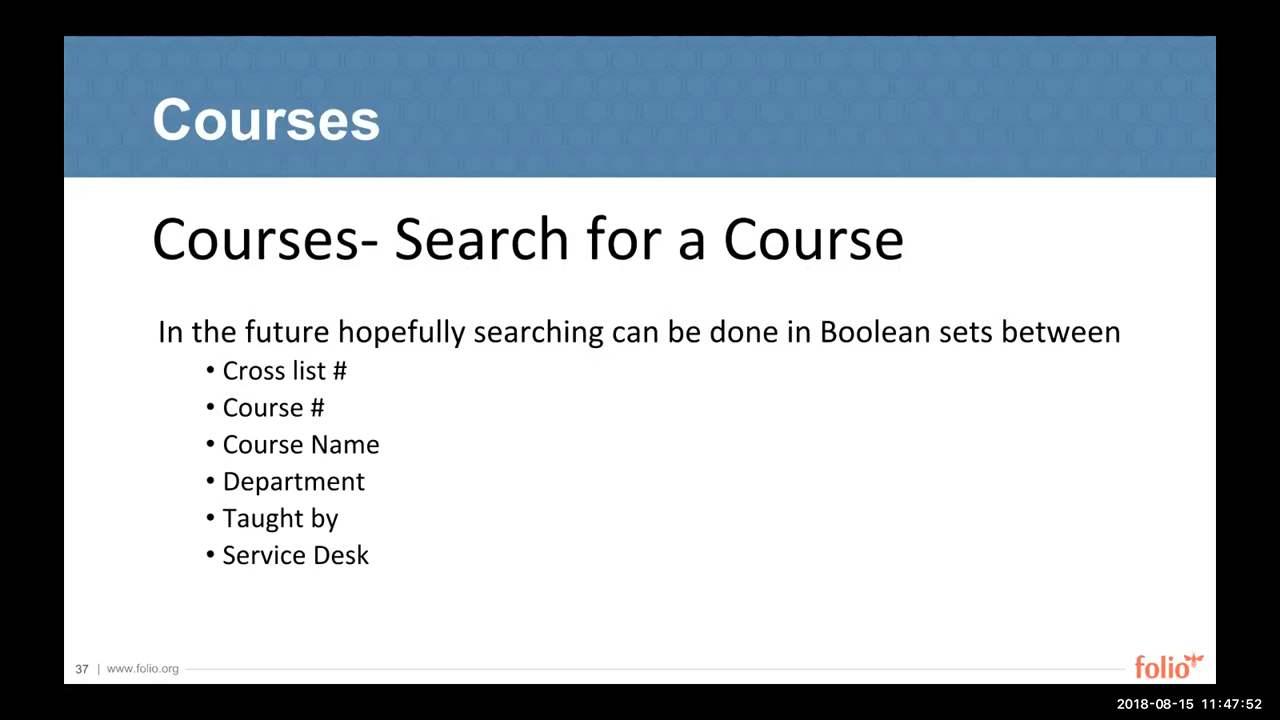 Courses
Courses- Search for a Course
In the future hopefully searching can be done in Boolean sets between
• Cross list #
• Course #
• Course Name
• Department
• Taught by
• Service Desk
37 | www.folio.org
folio
2018-08-15 11:47:52